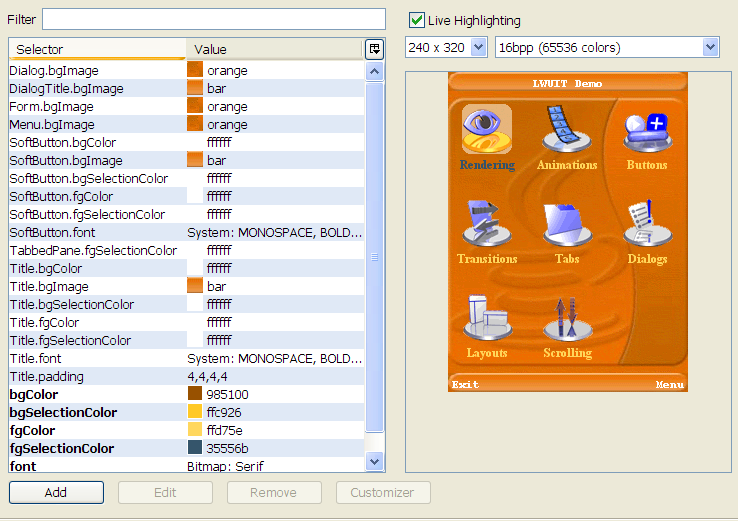 Filter
Live Highlighting
240 x 320
16bpp (65536 colors)
Selector Value
Dialog.bgImage orange
DialogTitle.bgImage bar
Form.bgImage orange
Menu.bgImage orange
SoftButton.bgColor ffffff
SoftButton.bgImage bar
SoftButton.bgSelectionColor ffffff
SoftButton.fgColor ffffff
SoftButton.fgSelectionColor ffffff
SoftButton.font System: MONOSPACE, BOLD...
TabbedPane.fgSelectionColor ffffff
Title.bgColor ffffff
Title.bgImage bar
Title.bgSelectionColor ffffff
Title.fgColor ffffff
Title.fgSelectionColor ffffff
Title.font System: MONOSPACE, BOLD...
Title.padding 4,4,4,4
bgColor 985100
bgSelectionColor ffc926
fgColor ffd75e
fgSelectionColor 35556b
font Bitmap: Serif
Add Edit Remove Customizer
LWUIT Demo
Rendering Animations Buttons
Transitions Tabs Dialogs
Layouts Scrolling
Exit Menu